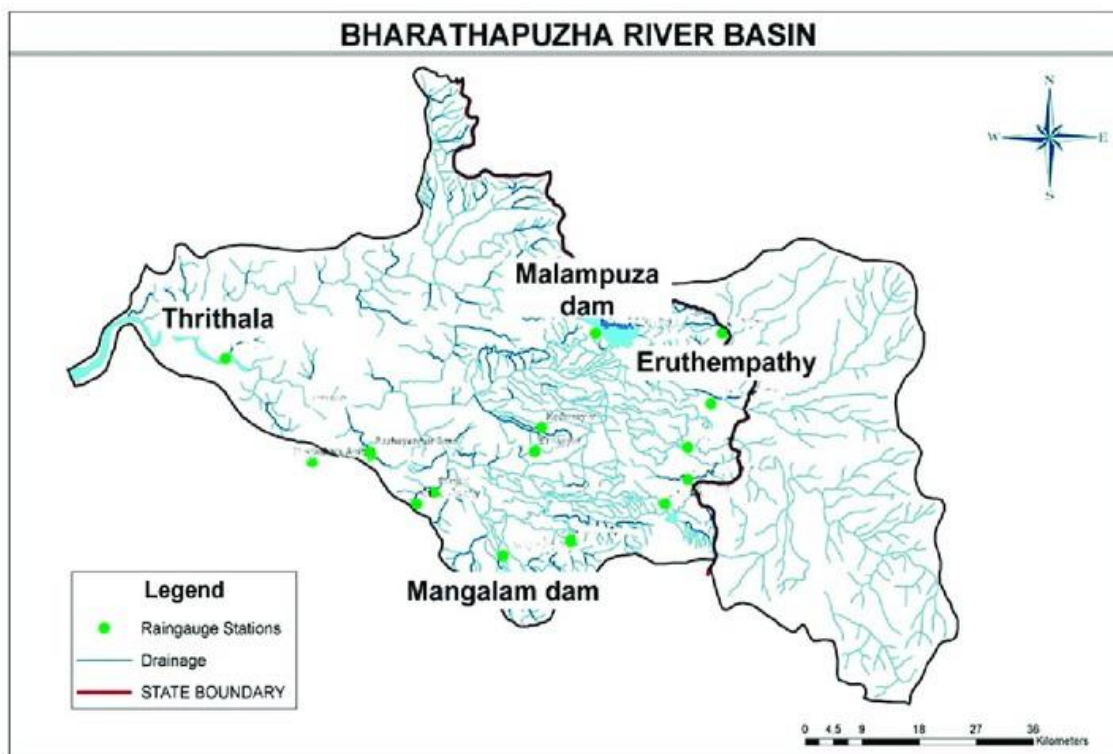 BHARATHAPUZHA RIVER BASIN
N
W E
S
Malampuza
dam
Thrithala
Eruthempathy
Mangalam dam
Legend
Raingauge Stations
Drainage
STATE BOUNDARY
0 4.5 9 18 27 36
Kilometers